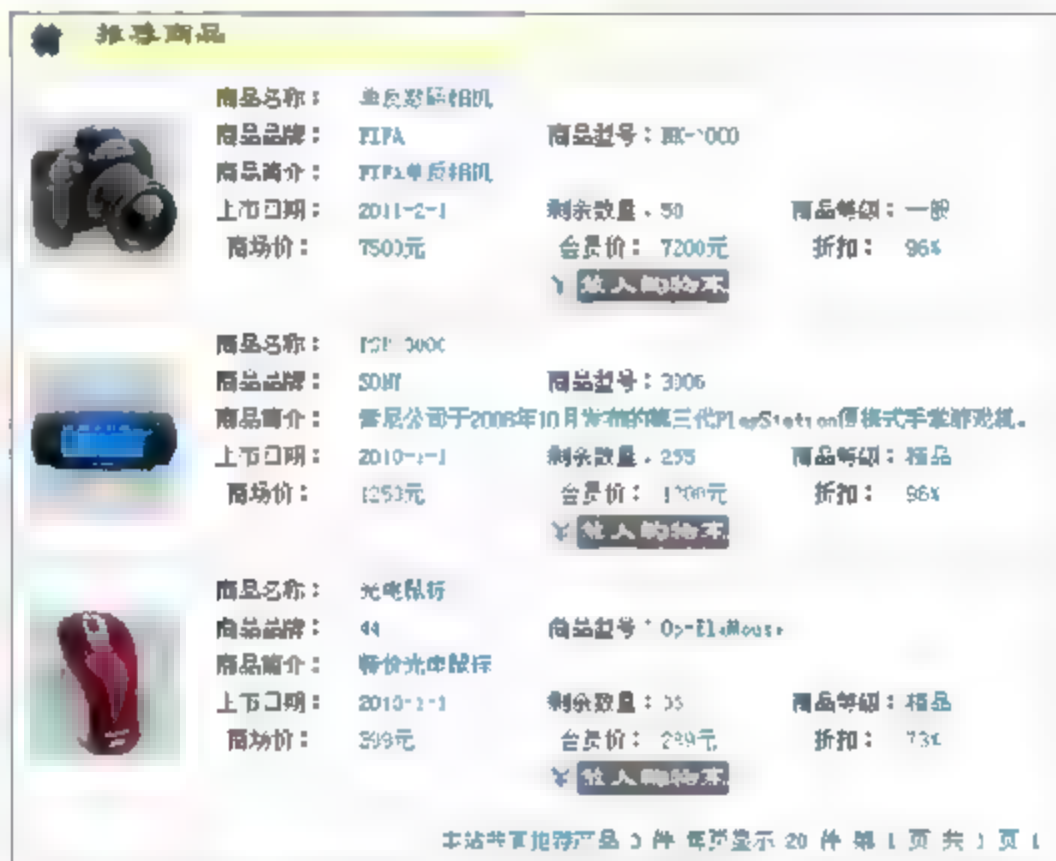 推荐商品
商品名称： 单反数码相机
商品品牌： FIFA 商品型号：
商品简介： FIFA单反相机
上市日期： 2011-2-1 剩余数量：50 商品等级：一般
商场价： 7500元 会员价： 7200元 折扣： 96%
放入购物车
商品名称：
商品品牌： SONY 商品型号：3006
商品简介： 索尼公司于2008年10月发布的第三代PlayStation便携式手掌游戏机。
上市日期： 剩余数量：255 商品等级：精品
商场价： 1250元 会员价： 1200元 折扣： 96%
放入购物车
商品名称： 光电鼠标
商品品牌： 商品型号：
商品简介： 特价光电鼠标
上市日期： 剩余数量： 商品等级：精品
商场价： 会员价： 折扣：
放入购物车
本站共有推荐产品 3 件 每页显示 20 件 第 1 页 共 1 页